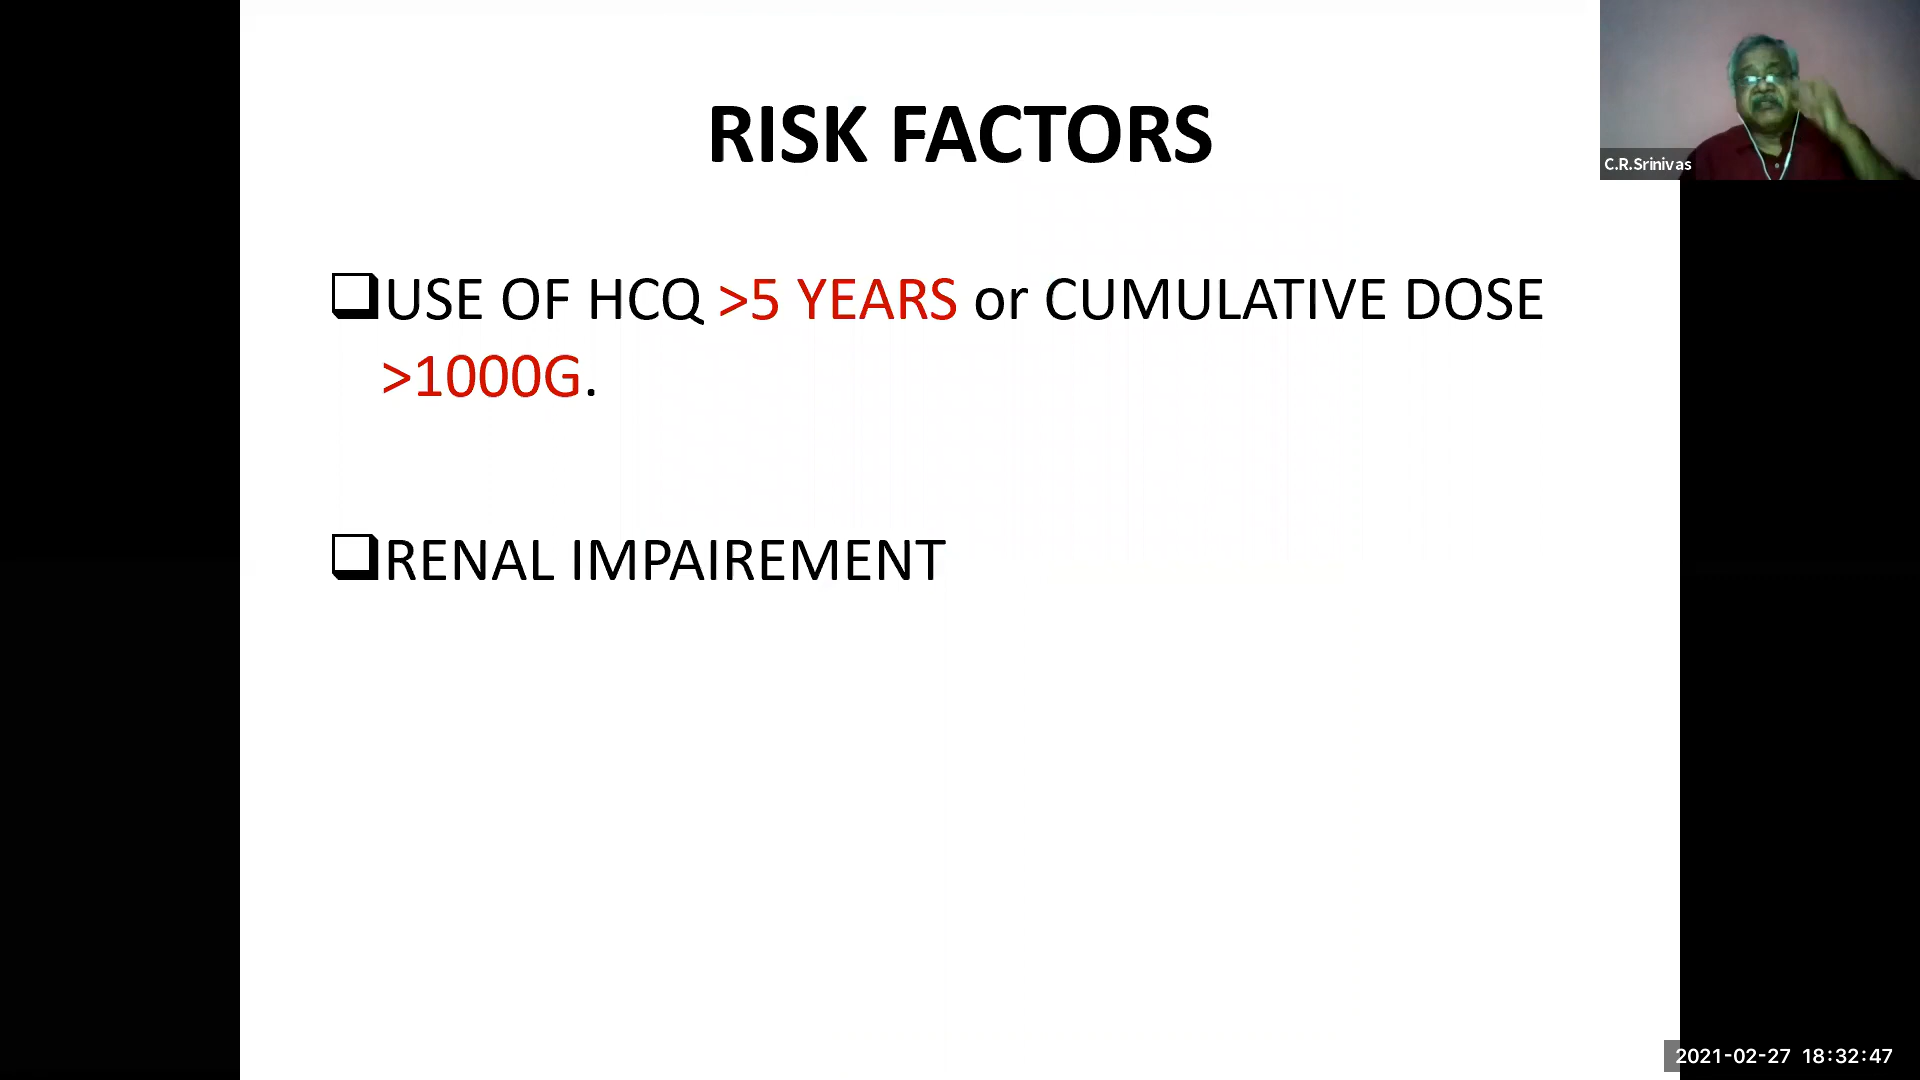 RISK FACTORS
C.R.Srinivas
USE OF HCQ >5 YEARS or CUMULATIVE DOSE
>1000G.
RENAL IMPAIREMENT
2021-02-27 18:32:47